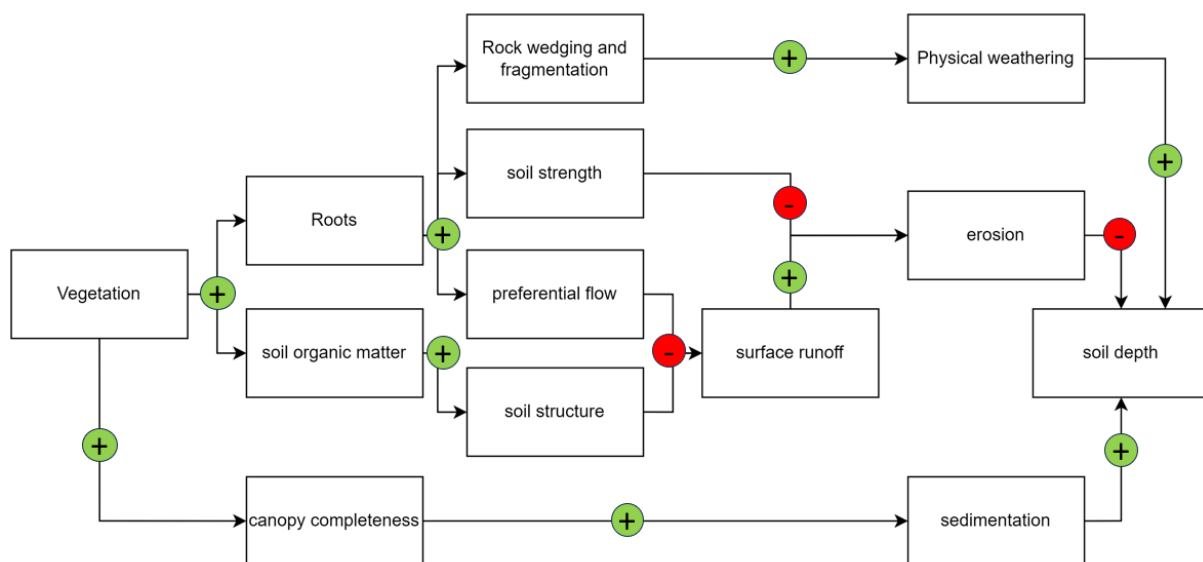 Rock wedging and
fragmentation
+
Physical weathering
soil strength
+
-
Roots
+
erosion
-
Vegetation
+
+
preferential flow
soil organic matter
+
-
surface runoff
soil depth
soil structure
+
+
canopy completeness
+
sedimentation